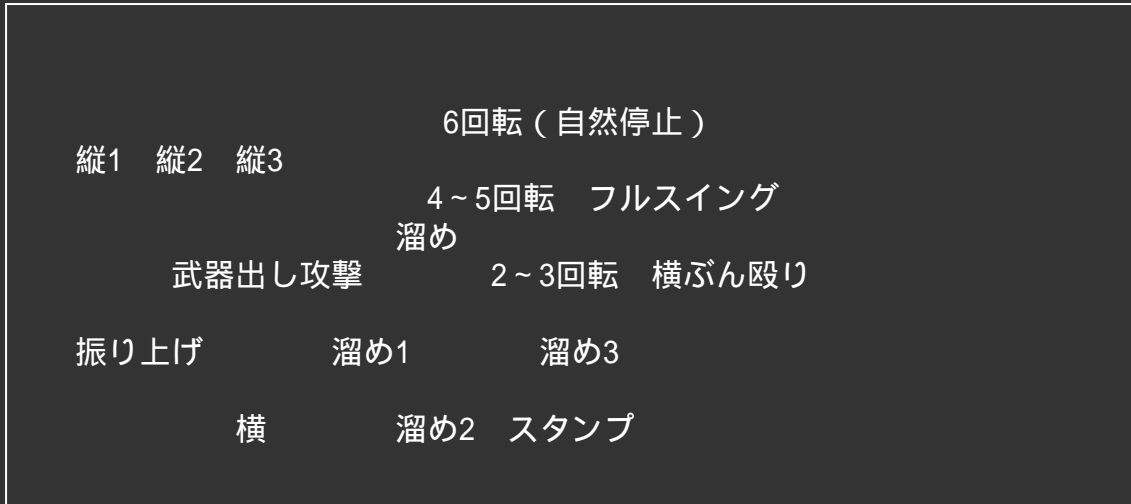 6回転（自然停止）
縦1　縦2　縦3
4～5回転　フルスイング
溜め
武器出し攻撃　2～3回転　横ぶん殴り
振り上げ　溜め1　溜め3
横　溜め2　スタンプ